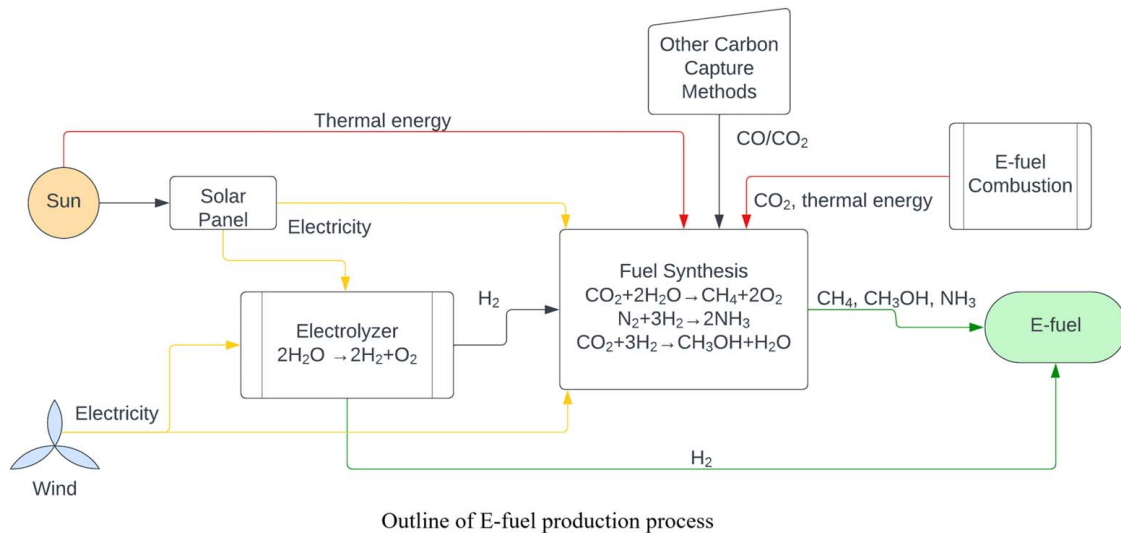 Other Carbon
Capture
Methods
Thermal energy
CO/CO₂
E-fuel
Combustion
Sun
Solar
Panel
CO₂, thermal energy
Electricity
Fuel Synthesis
CO₂+2H₂O→CH₄+2O₂
N₂+3H₂→2NH₃
CO₂+3H₂→CH₃OH+H₂O
H₂
CH₄, CH₃OH, NH₃
E-fuel
Electrolyzer
2H₂O →2H₂+O₂
Electricity
H₂
Wind
Outline of E-fuel production process